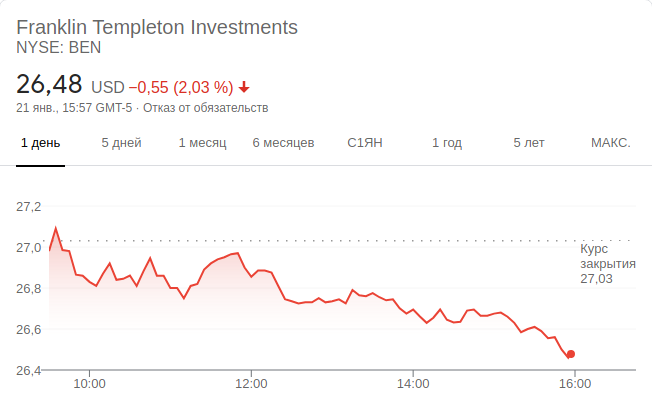 Franklin Templeton Investments
NYSE: BEN
26,48 USD −0,55 (2,03 %)
21 янв., 15:57 GMT-5 · Отказ от обязательств
1 день 5 дней 1 месяц 6 месяцев С1ЯН 1 год 5 лет МАКС.
27,2
27,0
Курс
закрытия
27,03
26,8
26,6
26,4
10:00 12:00 14:00 16:00